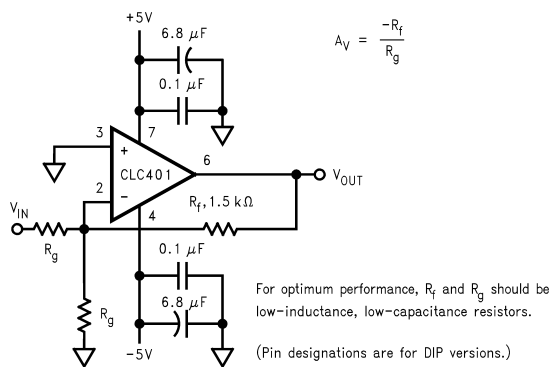 +5V
6.8 μF
0.1 μF
A_V = -R_f / R_g
3
7
+
CLC401
6
V_OUT
2
-
4
R_f, 1.5 kΩ
V_IN
R_g
0.1 μF
R_g
6.8 μF
-5V
For optimum performance, R_f and R_g should be
low-inductance, low-capacitance resistors.
(Pin designations are for DIP versions.)